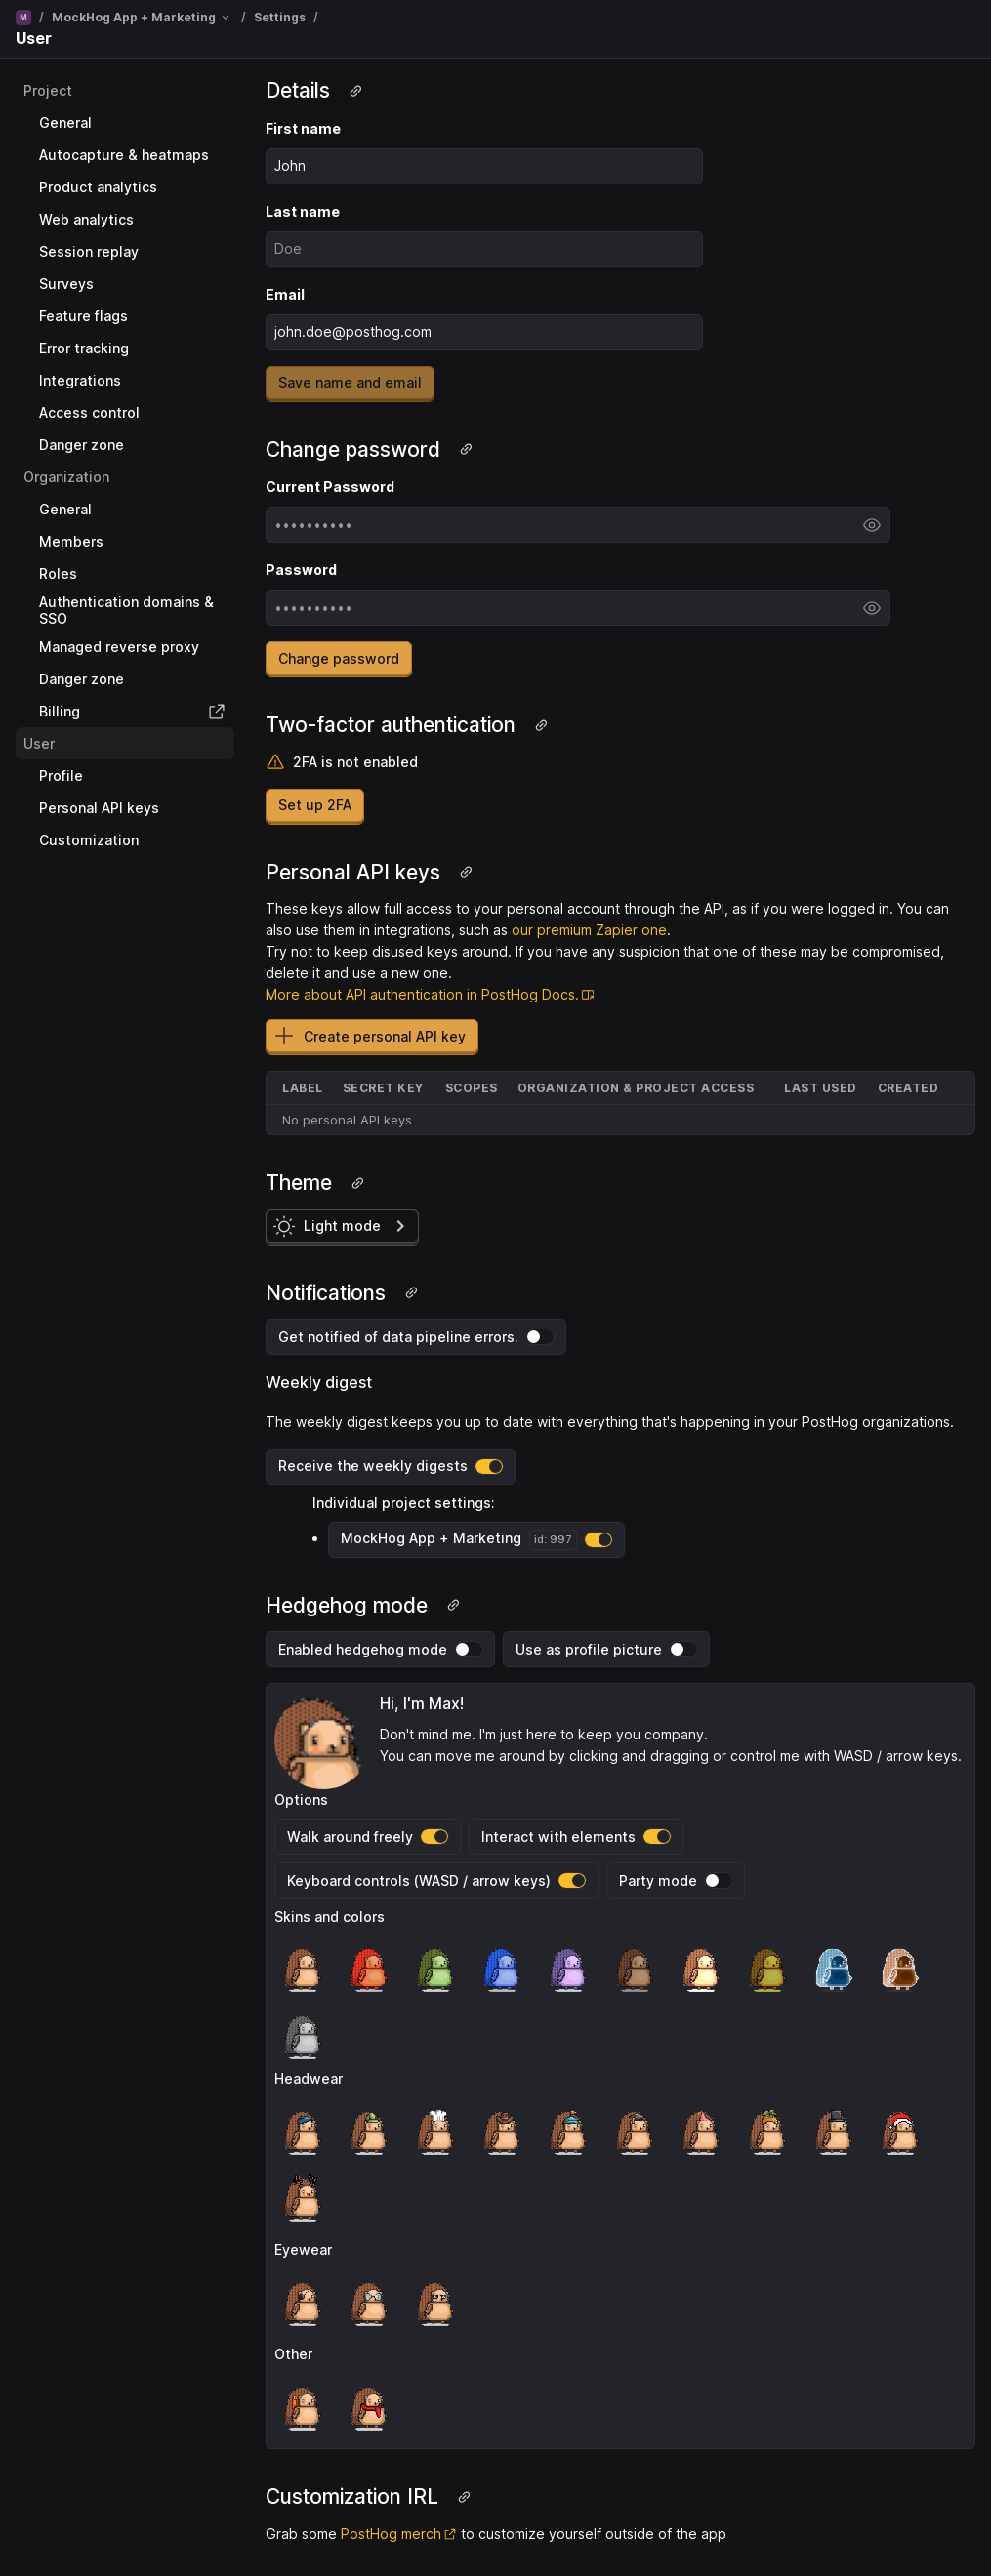 M / MockHog App + Marketing / Settings /
User
Project
General
Autocapture & heatmaps
Product analytics
Web analytics
Session replay
Surveys
Feature flags
Error tracking
Integrations
Access control
Danger zone
Organization
General
Members
Roles
Authentication domains &
SSO
Managed reverse proxy
Danger zone
Billing
User
Profile
Personal API keys
Customization
Details
First name
John
Last name
Doe
Email
john.doe@posthog.com
Save name and email
Change password
Current Password
••••••••••
Password
••••••••••
Change password
Two-factor authentication
2FA is not enabled
Set up 2FA
Personal API keys
These keys allow full access to your personal account through the API, as if you were logged in. You can
also use them in integrations, such as our premium Zapier one.
Try not to keep disused keys around. If you have any suspicion that one of these may be compromised,
delete it and use a new one.
More about API authentication in PostHog Docs.
Create personal API key
LABEL SECRET KEY SCOPES ORGANIZATION & PROJECT ACCESS LAST USED CREATED
No personal API keys
Theme
Light mode
Notifications
Get notified of data pipeline errors.
Weekly digest
The weekly digest keeps you up to date with everything that's happening in your PostHog organizations.
Receive the weekly digests
Individual project settings:
• MockHog App + Marketing id: 997
Hedgehog mode
Enabled hedgehog mode Use as profile picture
Hi, I'm Max!
Don't mind me. I'm just here to keep you company.
You can move me around by clicking and dragging or control me with WASD / arrow keys.
Options
Walk around freely Interact with elements
Keyboard controls (WASD / arrow keys) Party mode
Skins and colors
Headwear
Eyewear
Other
Customization IRL
Grab some PostHog merch to customize yourself outside of the app